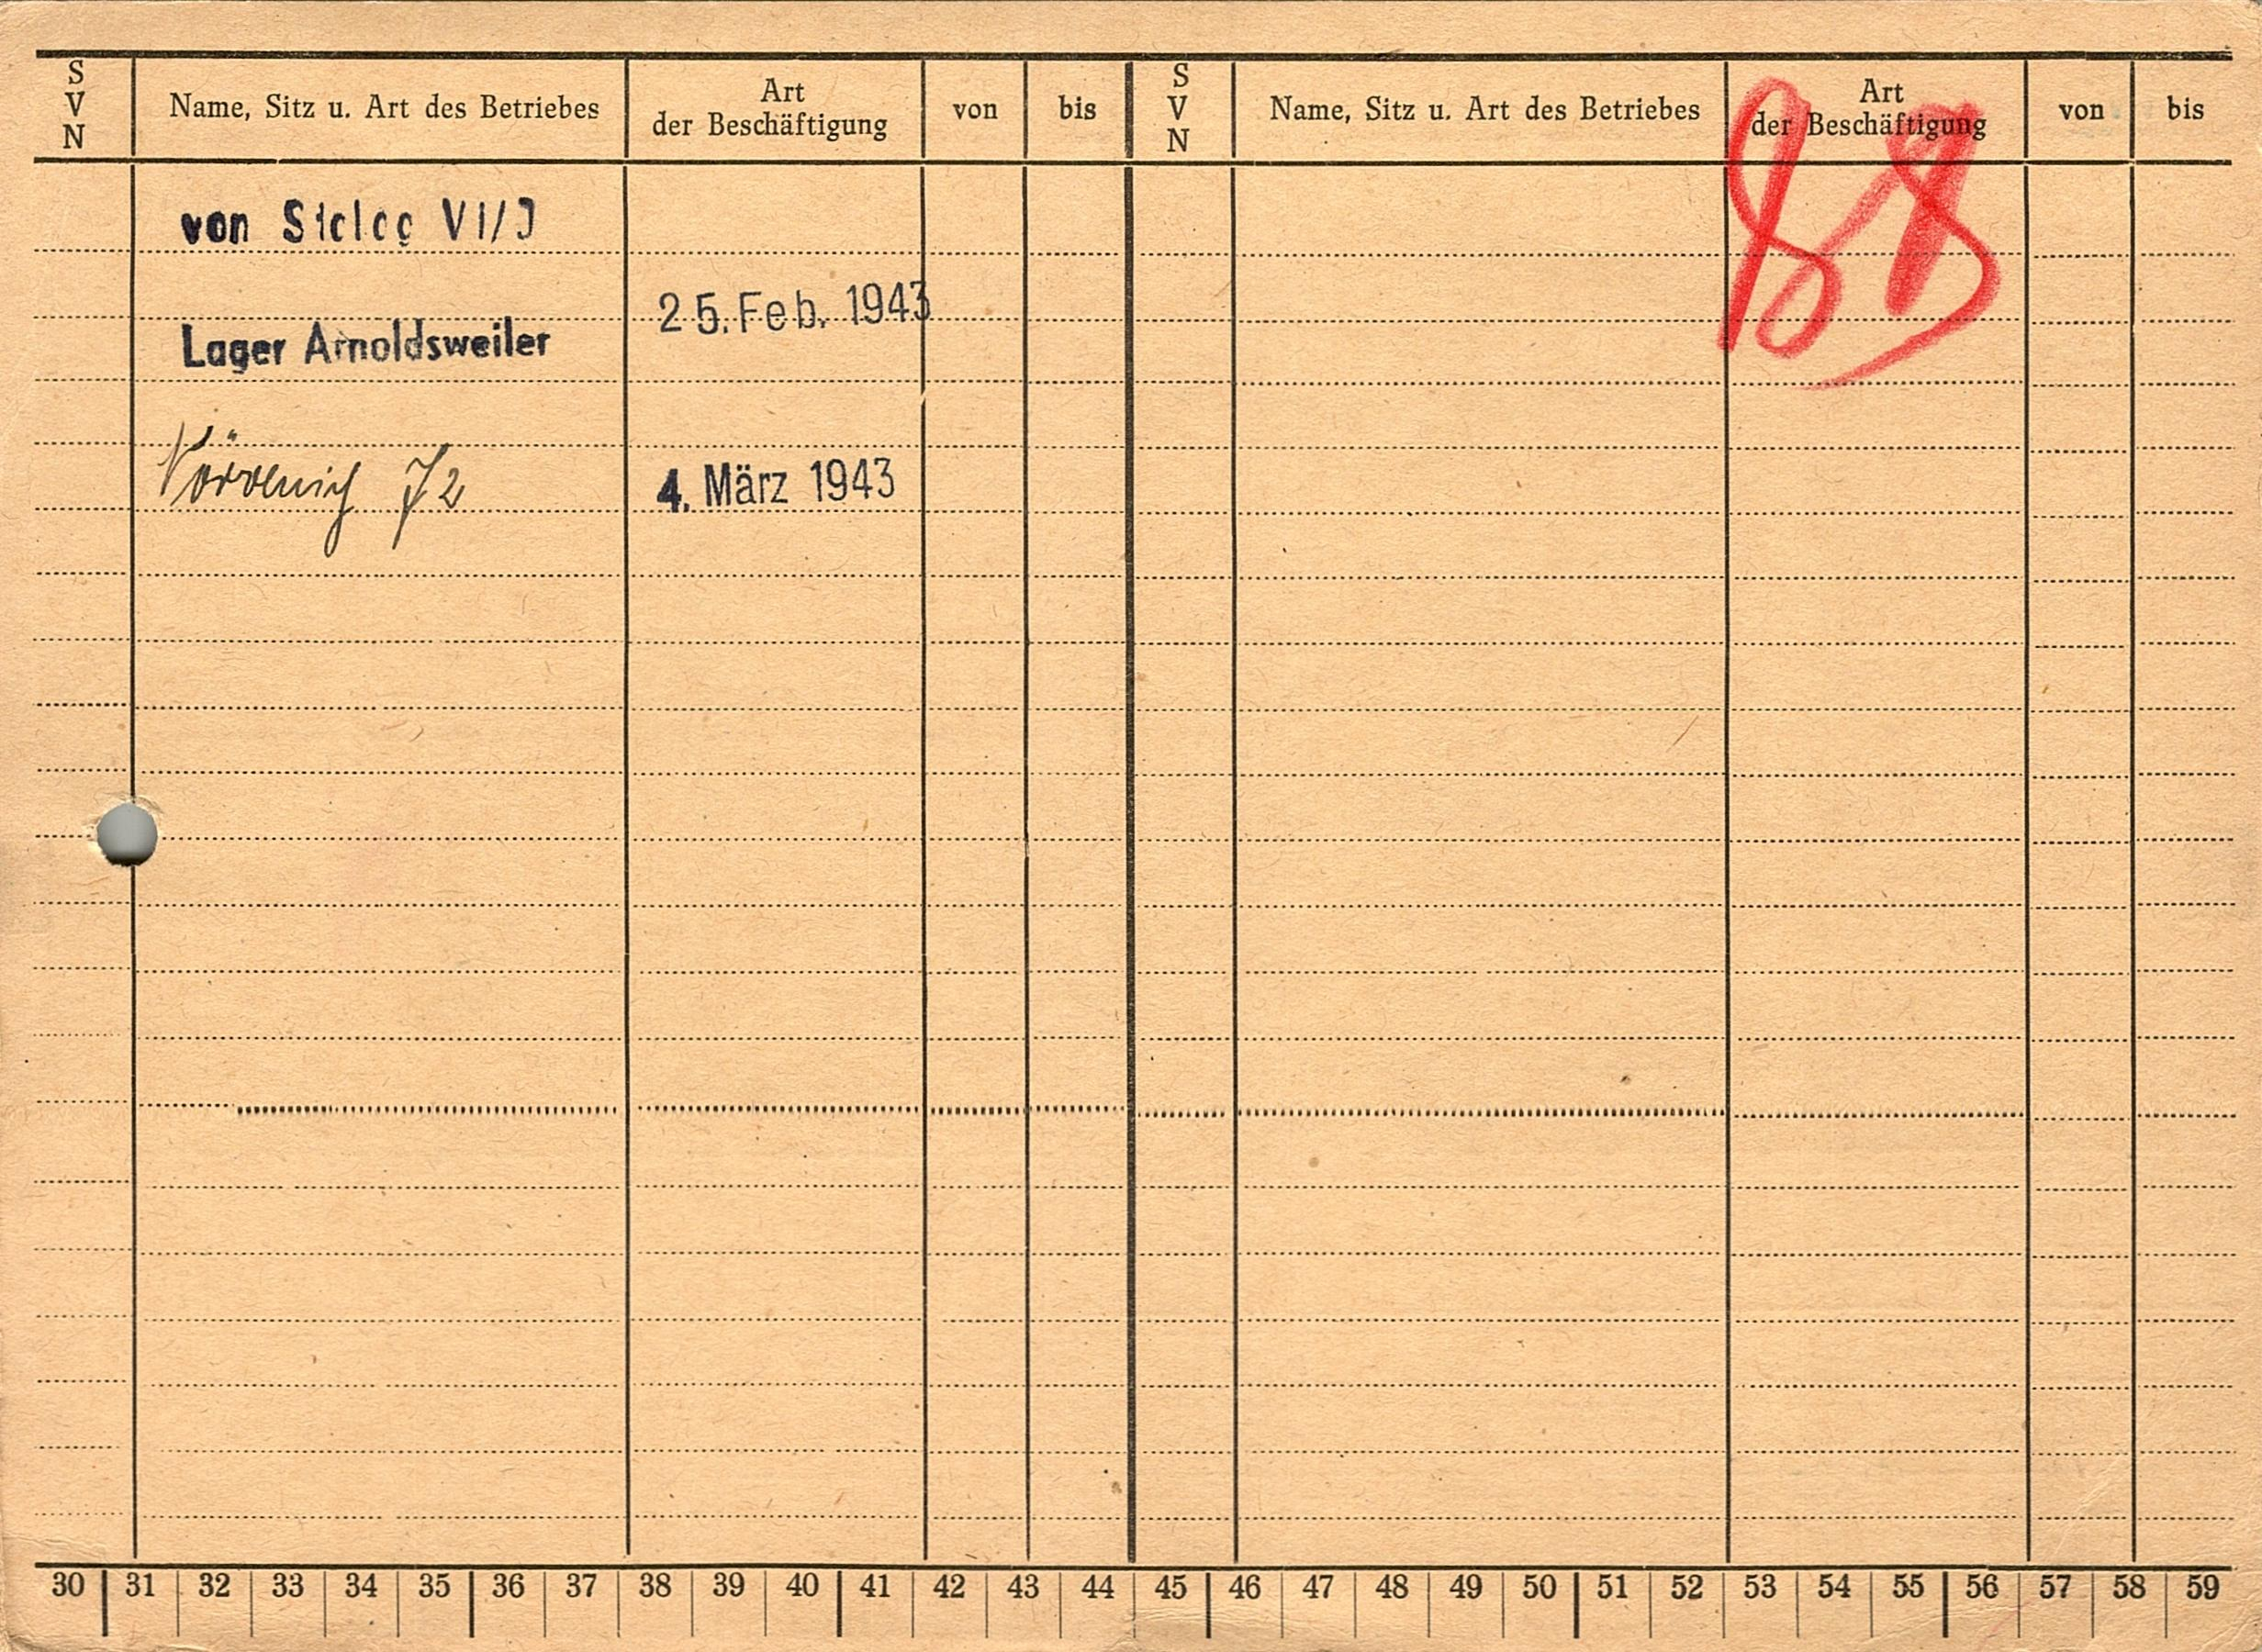 S
V
N
Name, Sitz u. Art des Betriebes
Art
der Beschäftigung
von
bis
S
V
N
Name, Sitz u. Art des Betriebes
Art
der Beschäftigung
von
bis
von Stalag VI/J
25. Feb. 1943
Lager Arnoldsweiler
Nörvenich 72
4. März 1943
30 31 32 33 34 35 36 37 38 39 40 41 42 43 44 45 46 47 48 49 50 51 52 53 54 55 56 57 58 59